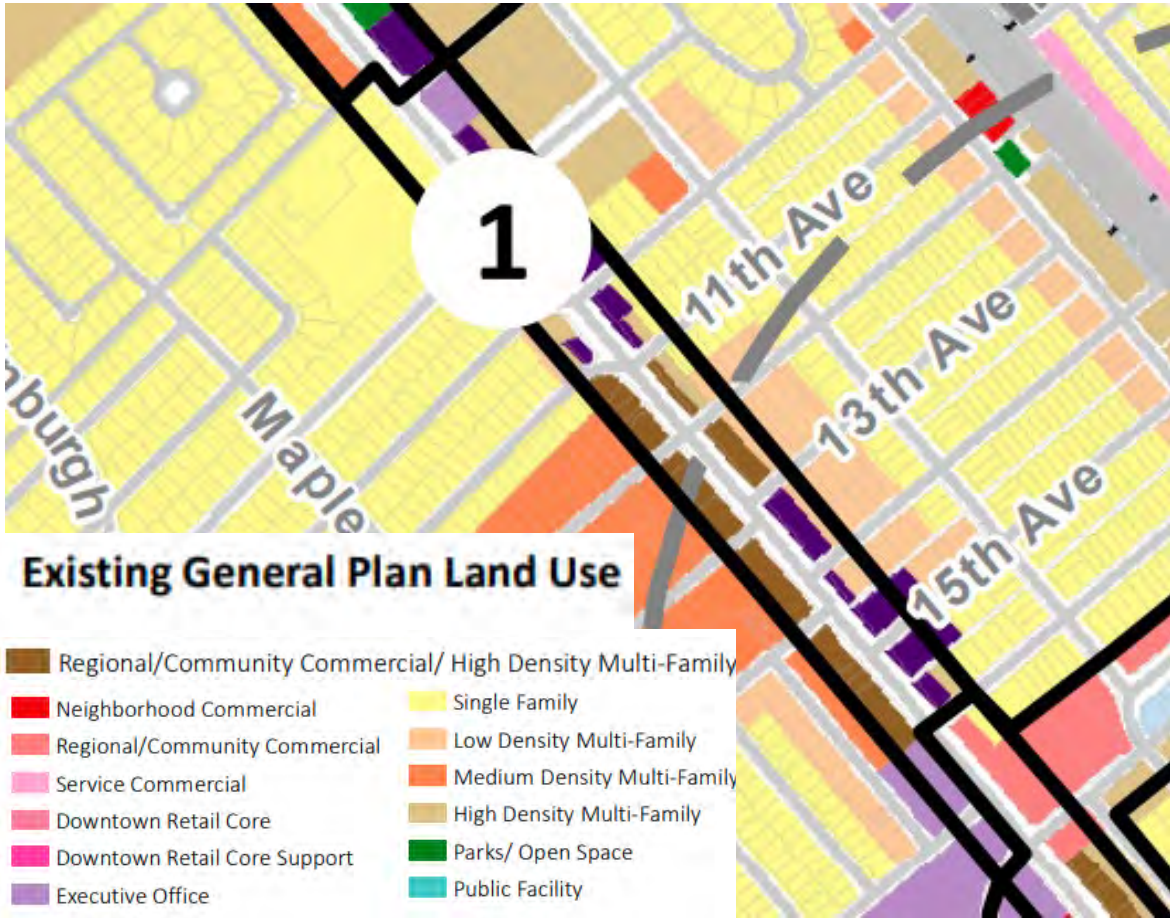 1
11th Ave
13th Ave
15th Ave
nburgh
Maple
Existing General Plan Land Use
Regional/Community Commercial/ High Density Multi-Family
Neighborhood Commercial
Regional/Community Commercial
Service Commercial
Downtown Retail Core
Downtown Retail Core Support
Executive Office
Single Family
Low Density Multi-Family
Medium Density Multi-Family
High Density Multi-Family
Parks/ Open Space
Public Facility